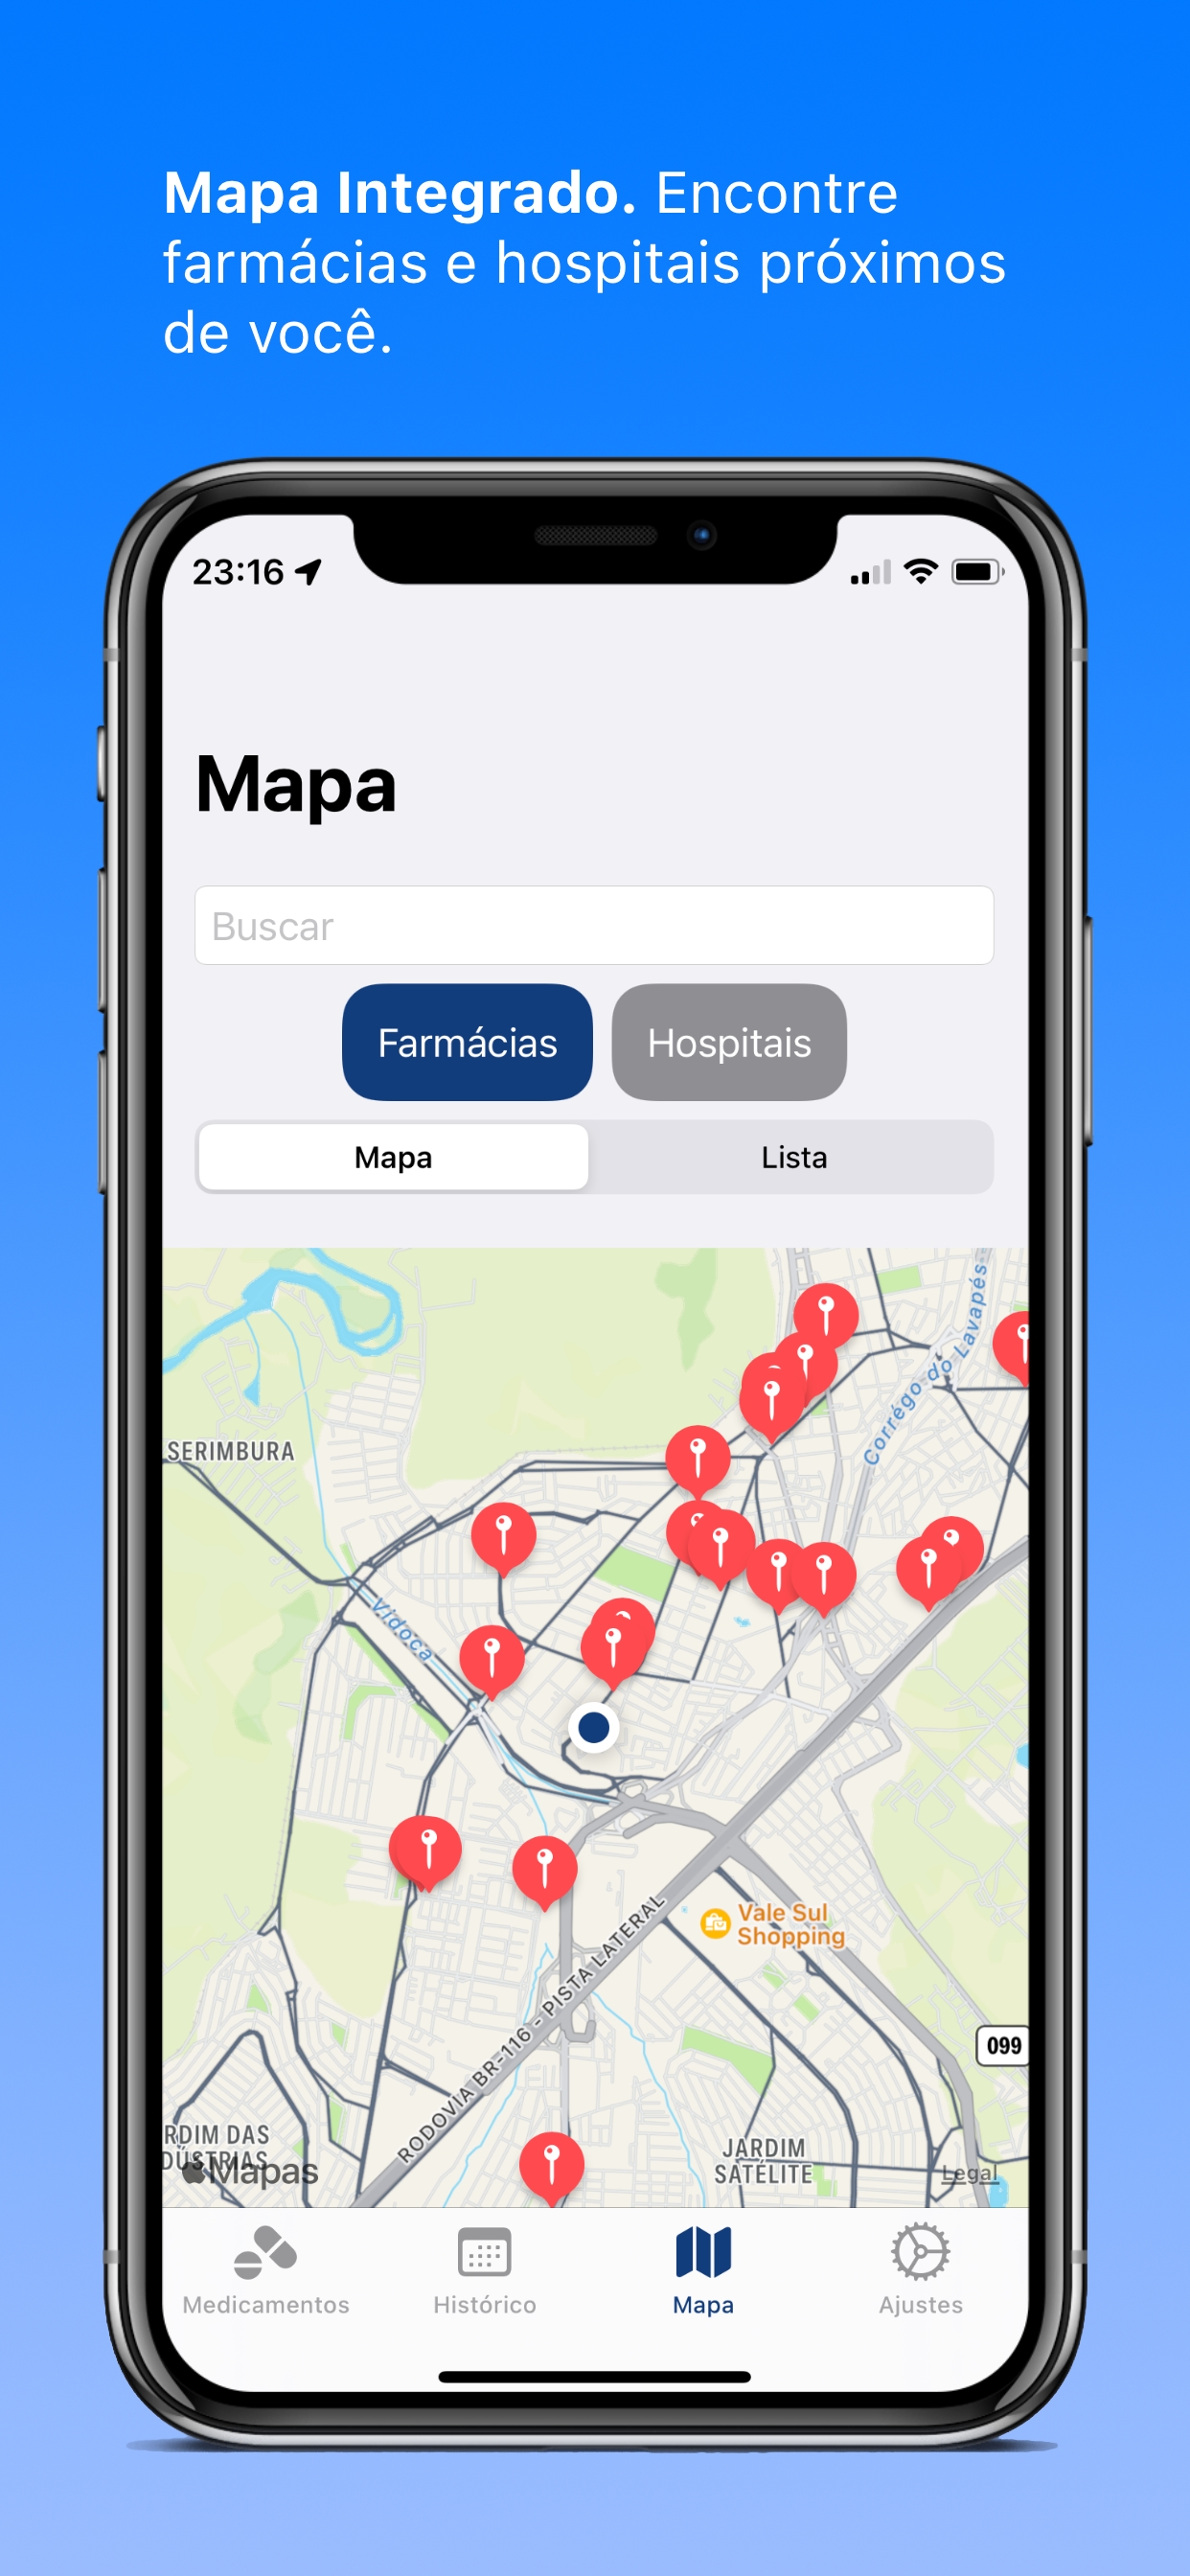 Mapa Integrado. Encontre
farmácias e hospitais próximos
de você.
23:16
Mapa
Buscar
Farmácias
Hospitais
Mapa
Lista
Corrégo do Lavapés
SERIMBURA
Vidoca
Vale Sul
Shopping
RODOVIA BR-116 - PISTA LATERAL
099
RDIM DAS
DÚSTRIAS
Mapas
JARDIM
SATÉLITE
Legal
Medicamentos
Histórico
Mapa
Ajustes